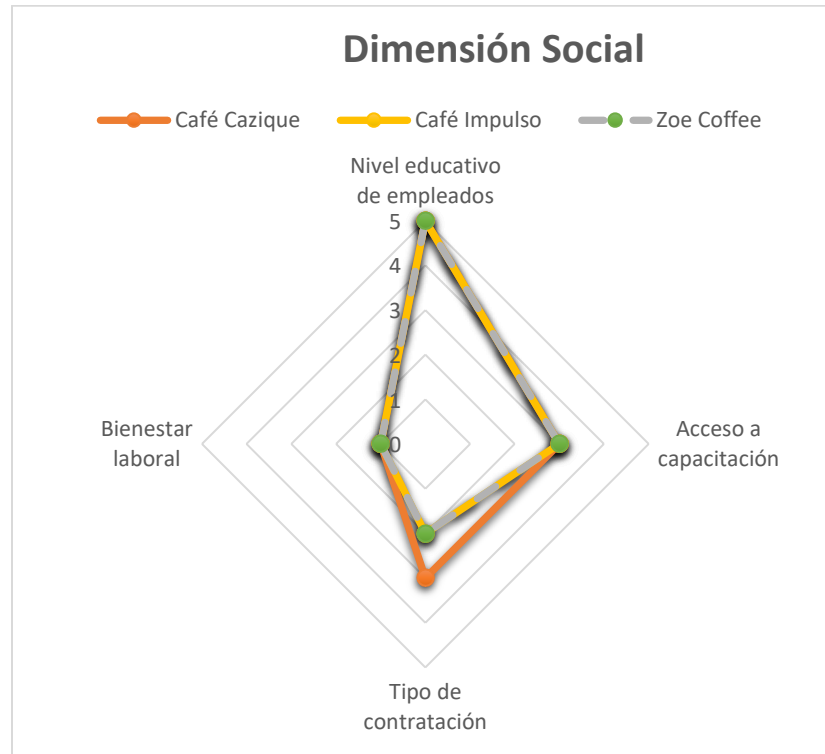 Dimensión Social
Café Cazique Café Impulso Zoe Coffee
Nivel educativo
de empleados
5
4
3
2
1
0
Bienestar
laboral
Acceso a
capacitación
Tipo de
contratación